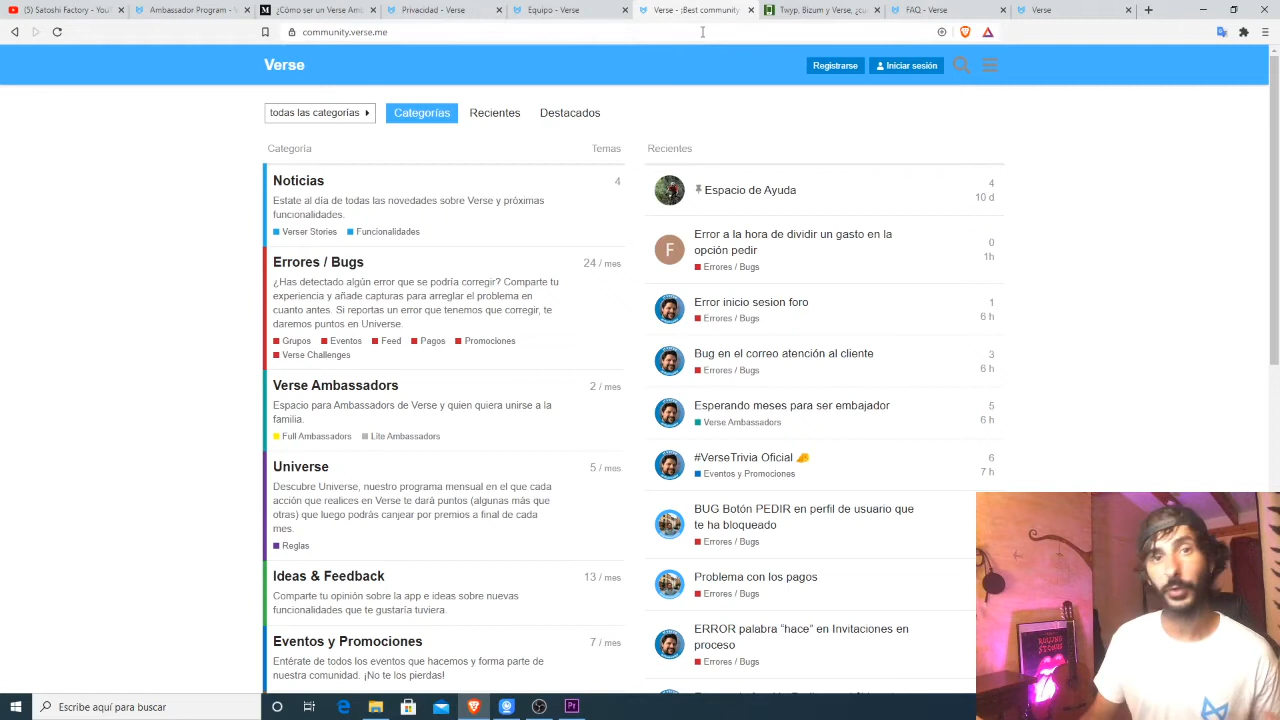 (5) Satoshi Factory - YouT
Ambassador Program - V
¿Cómo ser un Verse Amb
Privacidad - Verse
Equipo - Verse
Verse - ¡Best community
Twyp, Bizum y Verse, ¿cu
FAQ - Verse
Verse
community.verse.me
Verse
Registrarse
Iniciar sesión
todas las categorías
Categorías
Recientes
Destacados
Categoría
Temas
Noticias
4
Estate al día de todas las novedades sobre Verse y próximas
funcionalidades.
Verser Stories
Funcionalidades
Errores / Bugs
24 / mes
¿Has detectado algún error que se podría corregir? Comparte tu
experiencia y añade capturas para arreglar el problema en
cuanto antes. Si reportas un error que tenemos que corregir, te
daremos puntos en Universe.
Grupos
Eventos
Feed
Pagos
Promociones
Verse Challenges
Verse Ambassadors
2 / mes
Espacio para Ambassadors de Verse y quien quiera unirse a la
familia.
Full Ambassadors
Lite Ambassadors
Universe
5 / mes
Descubre Universe, nuestro programa mensual en el que cada
acción que realices en Verse te dará puntos (algunas más que
otras) que luego podrás canjear por premios a final de cada
mes.
Reglas
Ideas & Feedback
13 / mes
Comparte tu opinión sobre la app e ideas sobre nuevas
funcionalidades que te gustaría tuviera.
Eventos y Promociones
7 / mes
Entérate de todos los eventos que hacemos y forma parte de
nuestra comunidad. ¡No te los pierdas!
Recientes
Espacio de Ayuda
4
10 d
F
Error a la hora de dividir un gasto en la
opción pedir
Errores / Bugs
0
1h
Error inicio sesion foro
Errores / Bugs
1
6 h
Bug en el correo atención al cliente
Errores / Bugs
3
6 h
Esperando meses para ser embajador
Verse Ambassadors
5
6 h
#VerseTrivia Oficial
Eventos y Promociones
6
7 h
BUG Botón PEDIR en perfil de usuario que
te ha bloqueado
Errores / Bugs
Problema con los pagos
Errores / Bugs
ERROR palabra “hace” en Invitaciones en
proceso
Errores / Bugs
ROLLING
STONES
Escribe aquí para buscar
Pr